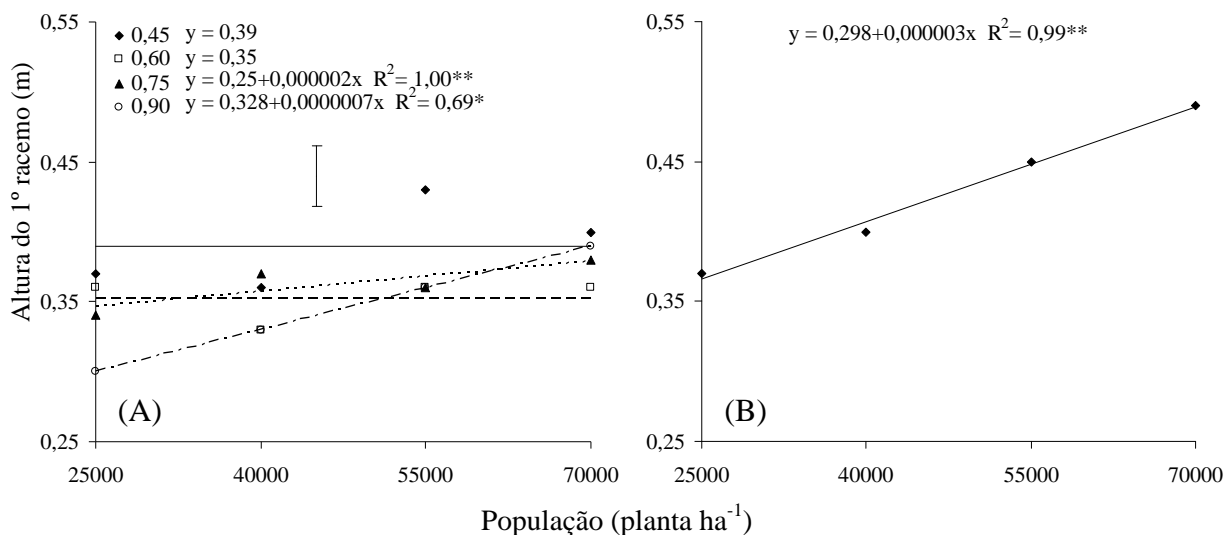 Altura do 1º racemo (m)
0,55
0,45
0,35
0,25
0,45 y = 0,39
0,60 y = 0,35
0,75 y = 0,25+0,000002x R²= 1,00**
0,90 y = 0,328+0,0000007x R²= 0,69*
(A)
25000 40000 55000 70000
0,55
0,45
0,35
0,25
y = 0,298+0,000003x R²= 0,99**
(B)
25000 40000 55000 70000
População (planta ha⁻¹)